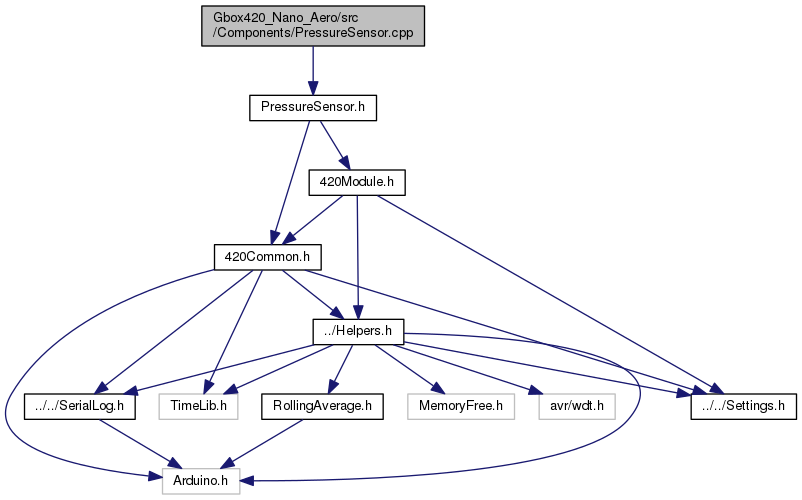 Gbox420_Nano_Aero/src
/Components/PressureSensor.cpp
PressureSensor.h
420Module.h
420Common.h
../Helpers.h
../../SerialLog.h
TimeLib.h
RollingAverage.h
MemoryFree.h
avr/wdt.h
../../Settings.h
Arduino.h